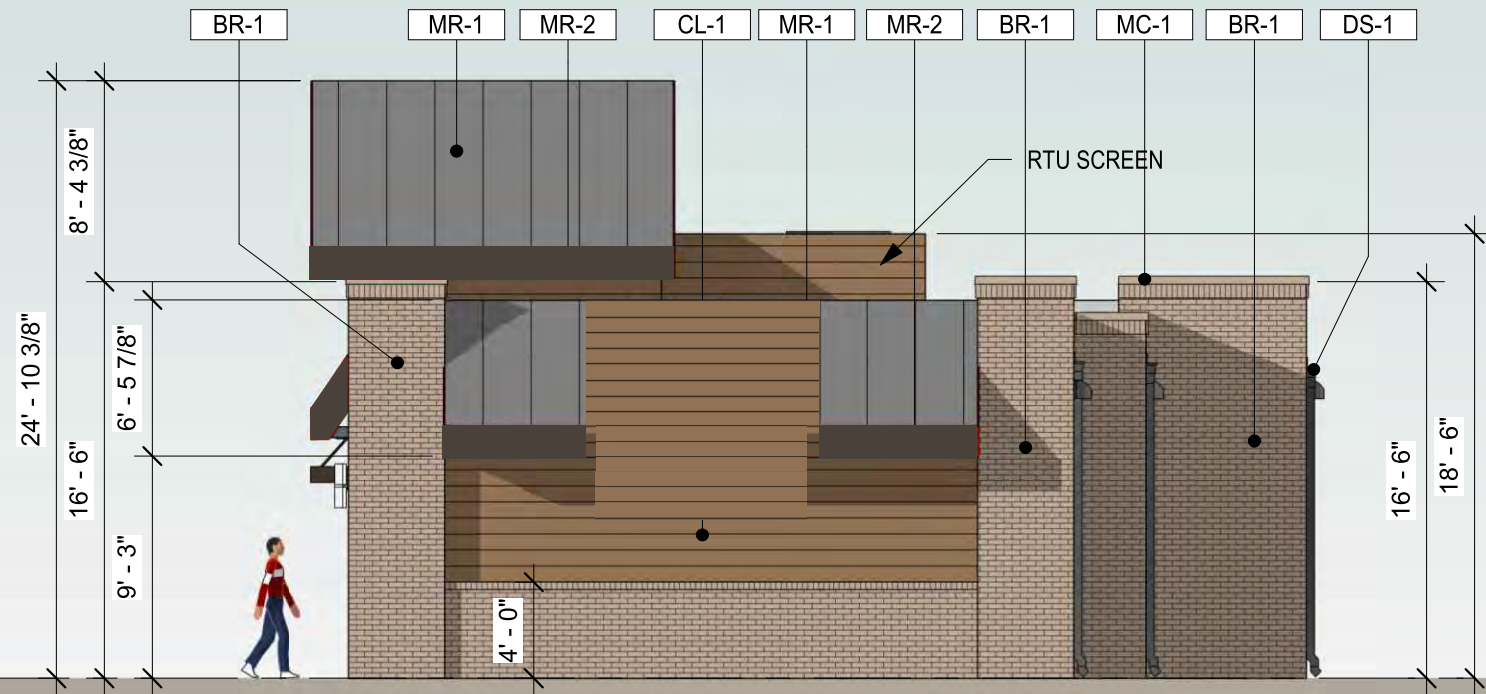 BR-1
MR-1
MR-2
CL-1
MR-1
MR-2
BR-1
MC-1
BR-1
DS-1
RTU SCREEN
8' - 4 3/8"
24' - 10 3/8"
16' - 6"
6' - 5 7/8"
9' - 3"
4' - 0"
16' - 6"
18' - 6"